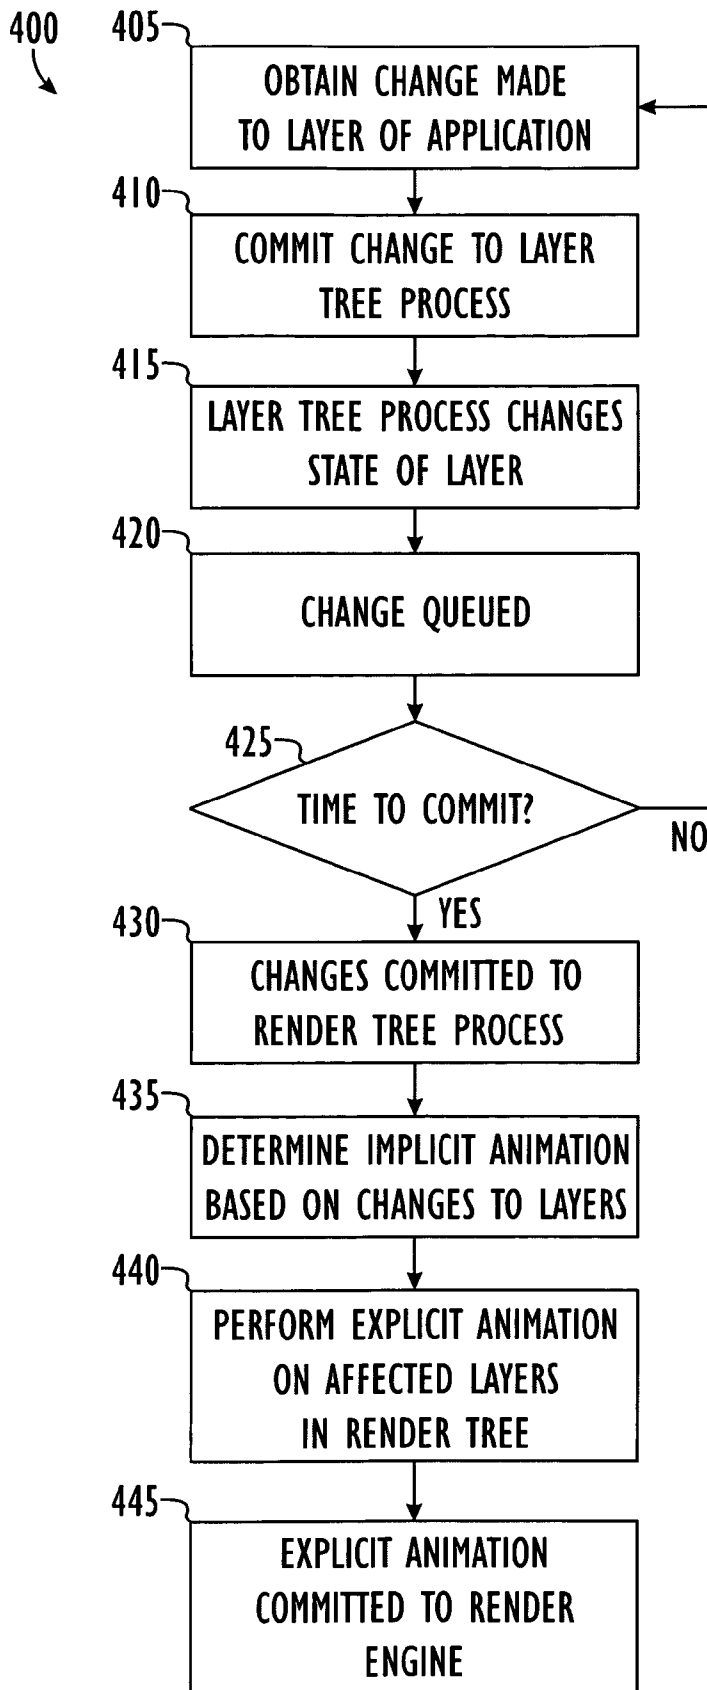 400
405
OBTAIN CHANGE MADE
TO LAYER OF APPLICATION
410
COMMIT CHANGE TO LAYER
TREE PROCESS
415
LAYER TREE PROCESS CHANGES
STATE OF LAYER
420
CHANGE QUEUED
425
TIME TO COMMIT?
NO
YES
430
CHANGES COMMITTED TO
RENDER TREE PROCESS
435
DETERMINE IMPLICIT ANIMATION
BASED ON CHANGES TO LAYERS
440
PERFORM EXPLICIT ANIMATION
ON AFFECTED LAYERS
IN RENDER TREE
445
EXPLICIT ANIMATION
COMMITTED TO RENDER
ENGINE